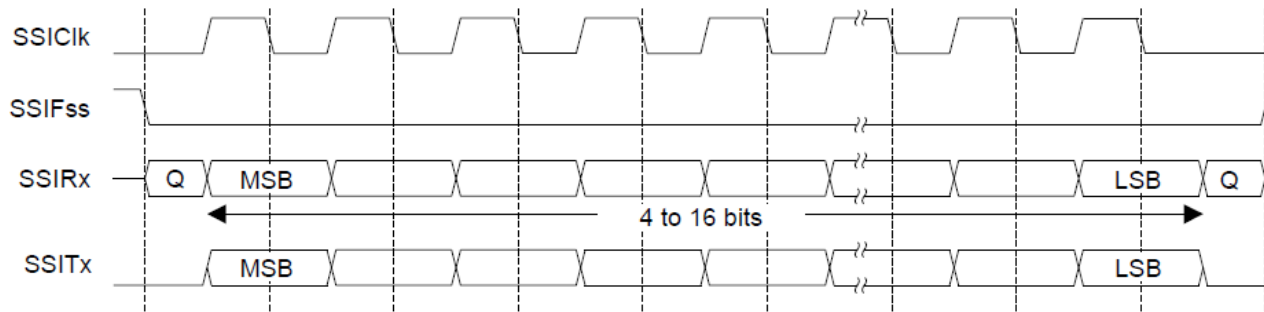 SSIClk
SSIFss
SSIRx Q MSB LSB Q
4 to 16 bits
SSITx MSB LSB